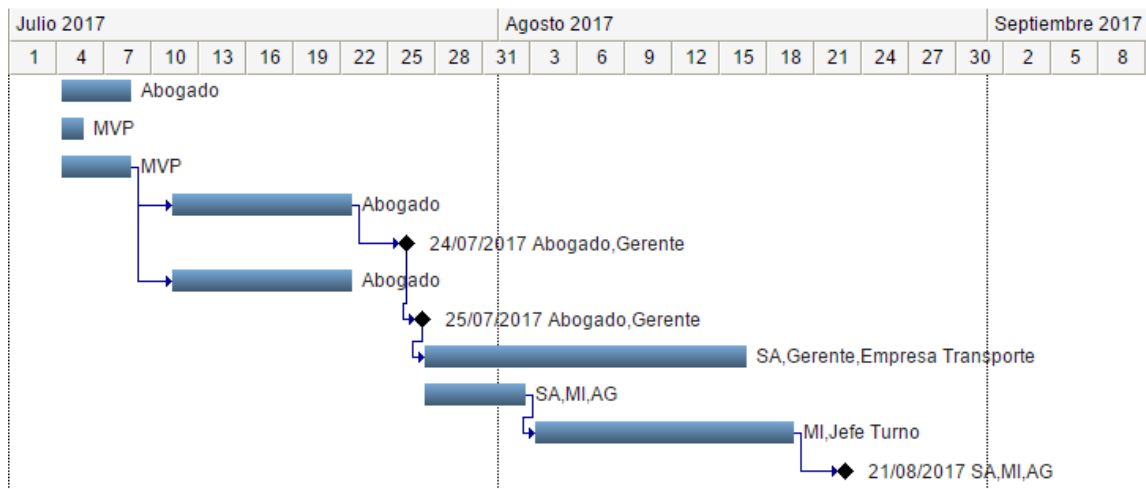 Julio 2017 Agosto 2017 Septiembre 2017
1 4 7 10 13 16 19 22 25 28 31 3 6 9 12 15 18 21 24 27 30 2 5 8
Abogado
MVP
MVP
Abogado
24/07/2017 Abogado,Gerente
Abogado
25/07/2017 Abogado,Gerente
SA,Gerente,Empresa Transporte
SA,MI,AG
MI,Jefe Turno
21/08/2017 SA,MI,AG